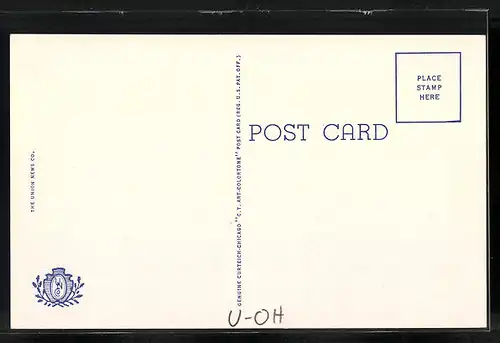 PLACE
STAMP
HERE
POST CARD
THE UNION NEWS CO.
GENUINE CURTEICH-CHICAGO "C.T. ART-COLORTONE" POST CARD (REG. U.S. PAT. OFF.)
U-OH